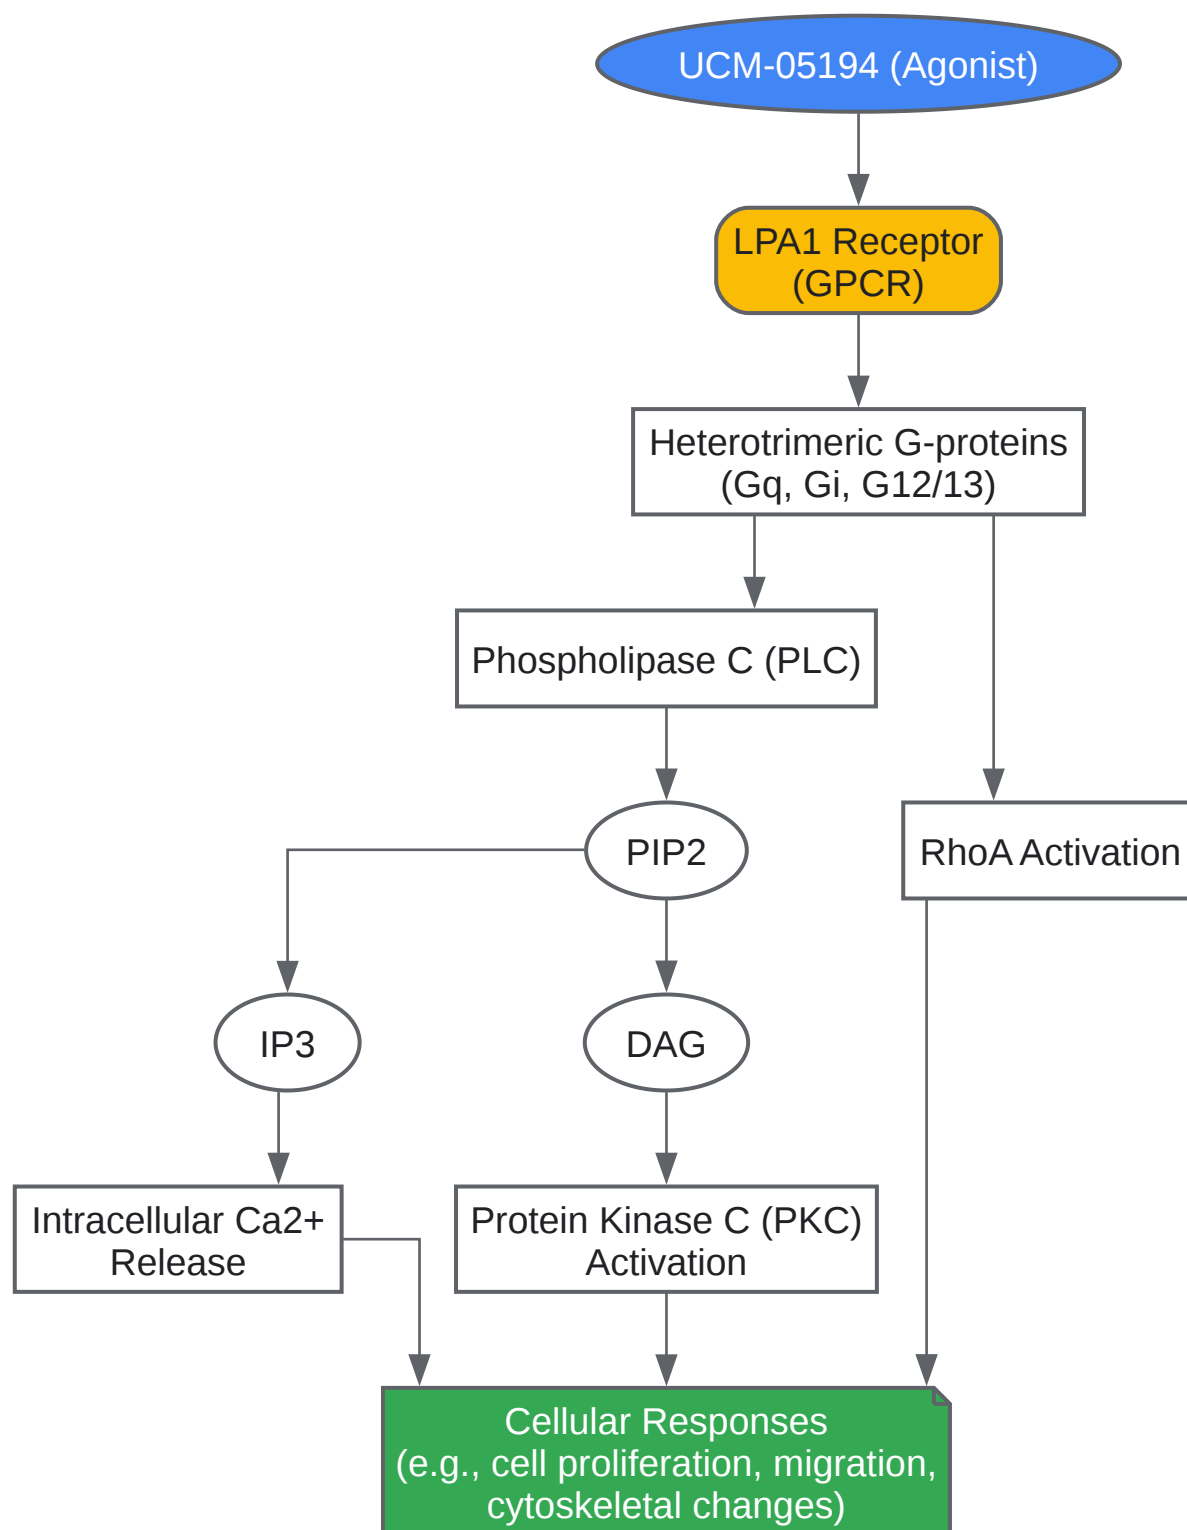 UCM-05194 (Agonist)
LPA1 Receptor
(GPCR)
Heterotrimeric G-proteins
(Gq, Gi, G12/13)
Phospholipase C (PLC)
PIP2
RhoA Activation
IP3
DAG
Intracellular Ca2+
Release
Protein Kinase C (PKC)
Activation
Cellular Responses
(e.g., cell proliferation, migration,
cytoskeletal changes)